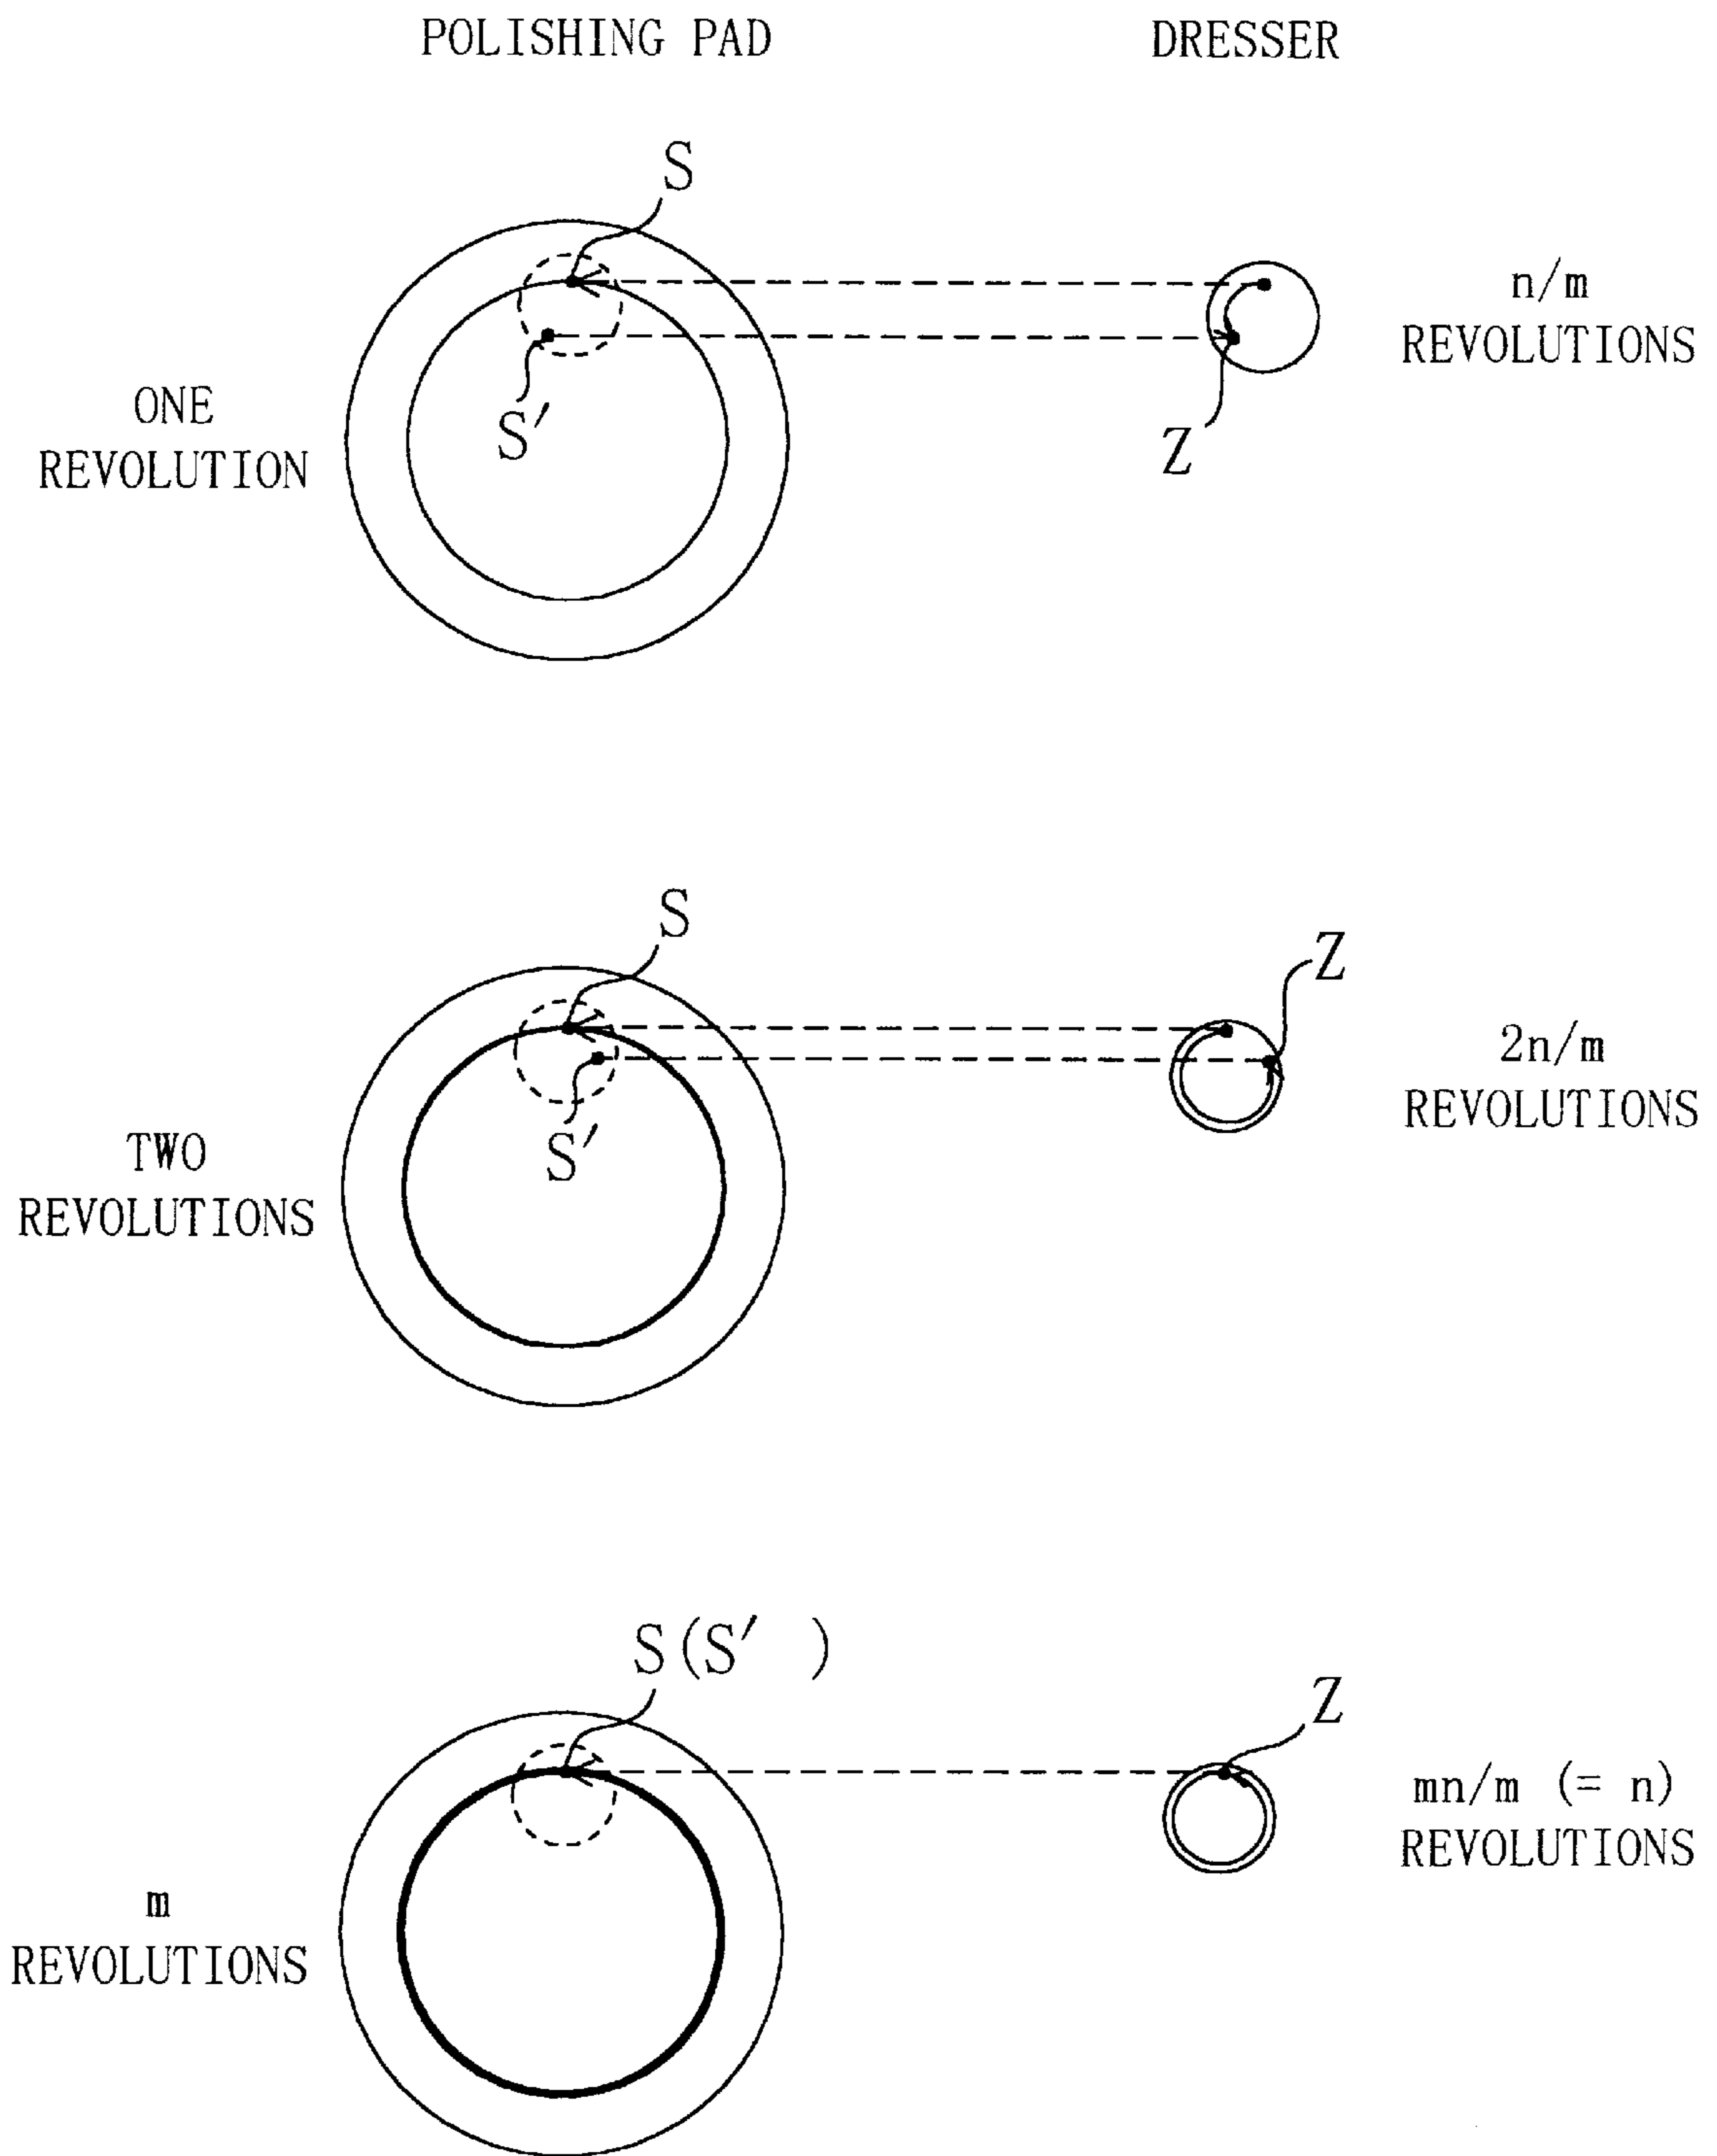 POLISHING PAD
DRESSER
S
ONE
REVOLUTION
S′
Z
n/m
REVOLUTIONS
S
TWO
REVOLUTIONS
S′
Z
2n/m
REVOLUTIONS
S(S′ )
m
REVOLUTIONS
Z
mn/m (= n)
REVOLUTIONS